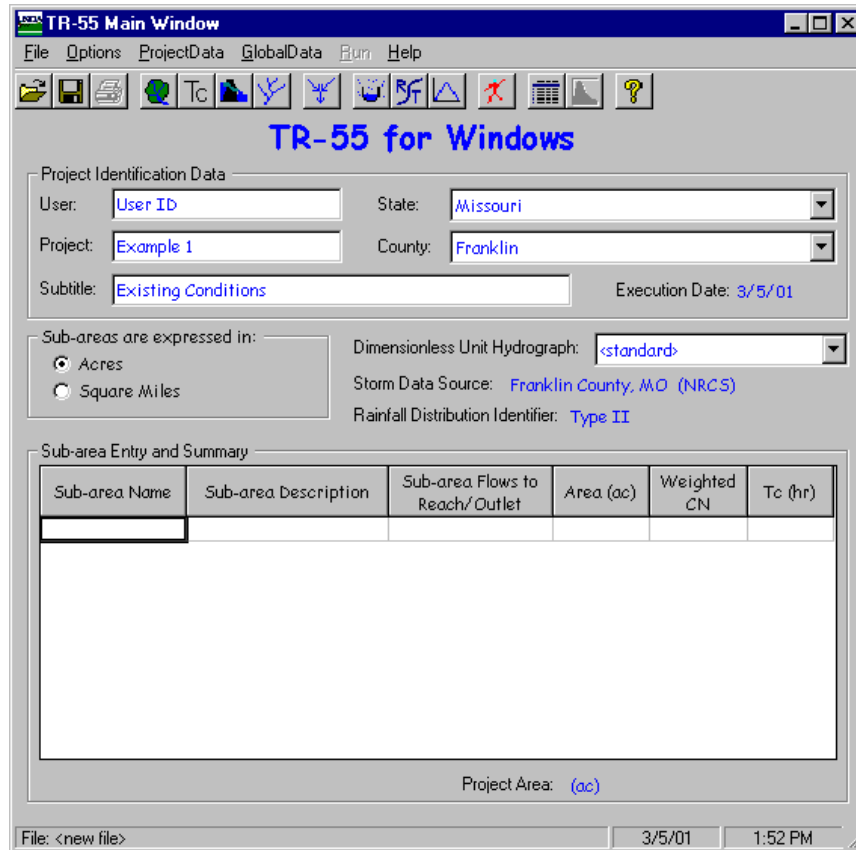 TR-55 Main Window
File Options ProjectData GlobalData Run Help
Tc
TR-55 for Windows
Project Identification Data
User: User ID State: Missouri
Project: Example 1 County: Franklin
Subtitle: Existing Conditions Execution Date: 3/5/01
Sub-areas are expressed in:
Acres
Square Miles
Dimensionless Unit Hydrograph: <standard>
Storm Data Source: Franklin County, MO (NRCS)
Rainfall Distribution Identifier: Type II
Sub-area Entry and Summary
Sub-area Name Sub-area Description Sub-area Flows to Reach/Outlet Area (ac) Weighted CN Tc (hr)
Project Area: (ac)
File: <new file> 3/5/01 1:52 PM